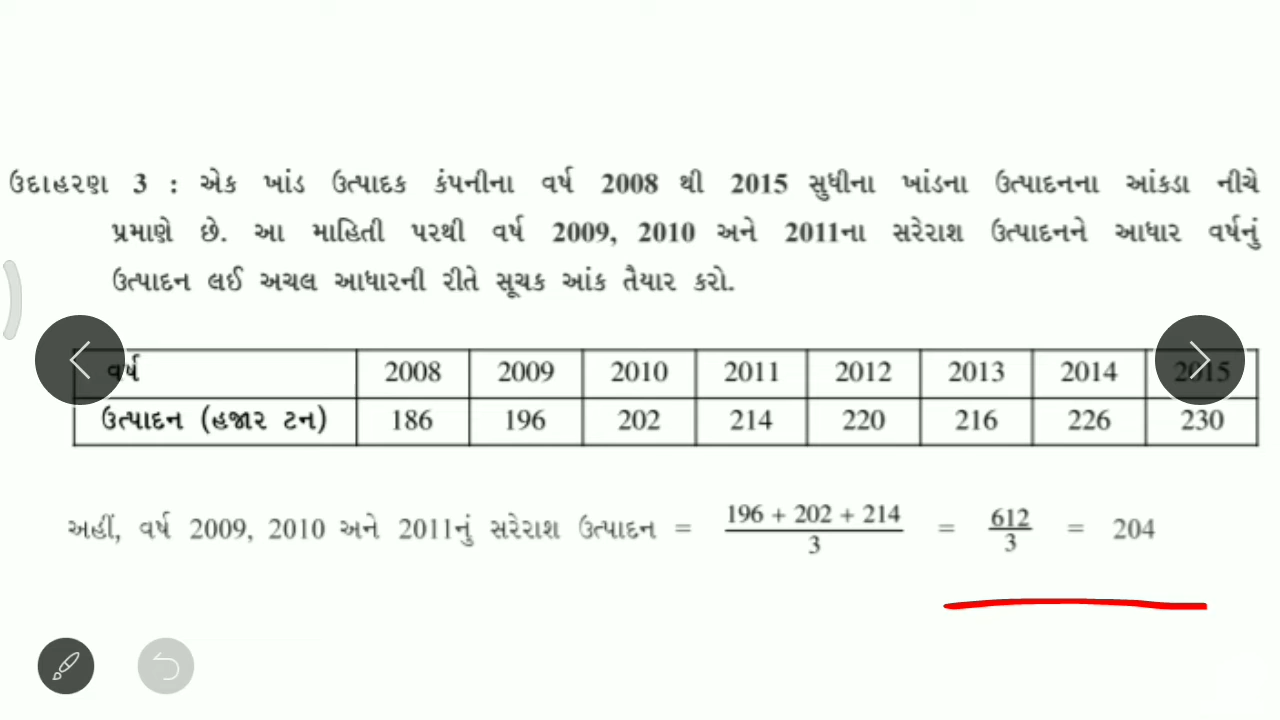 ઉદાહરણ 3 : એક ખાંડ ઉત્પાદક કંપનીના વર્ષ 2008 થી 2015 સુધીના ખાંડના ઉત્પાદનના આંકડા નીચે
પ્રમાણે છે. આ માહિતી પરથી વર્ષ 2009, 2010 અને 2011ના સરેરાશ ઉત્પાદનને આધાર વર્ષનું
ઉત્પાદન લઈ અચલ આધારની રીતે સૂચક આંક તૈયાર કરો.
વર્ષ 2008 2009 2010 2011 2012 2013 2014 2015
ઉત્પાદન (હજાર ટન) 186 196 202 214 220 216 226 230
અહીં, વર્ષ 2009, 2010 અને 2011નું સરેરાશ ઉત્પાદન = (196 + 202 + 214)/3 = 612/3 = 204